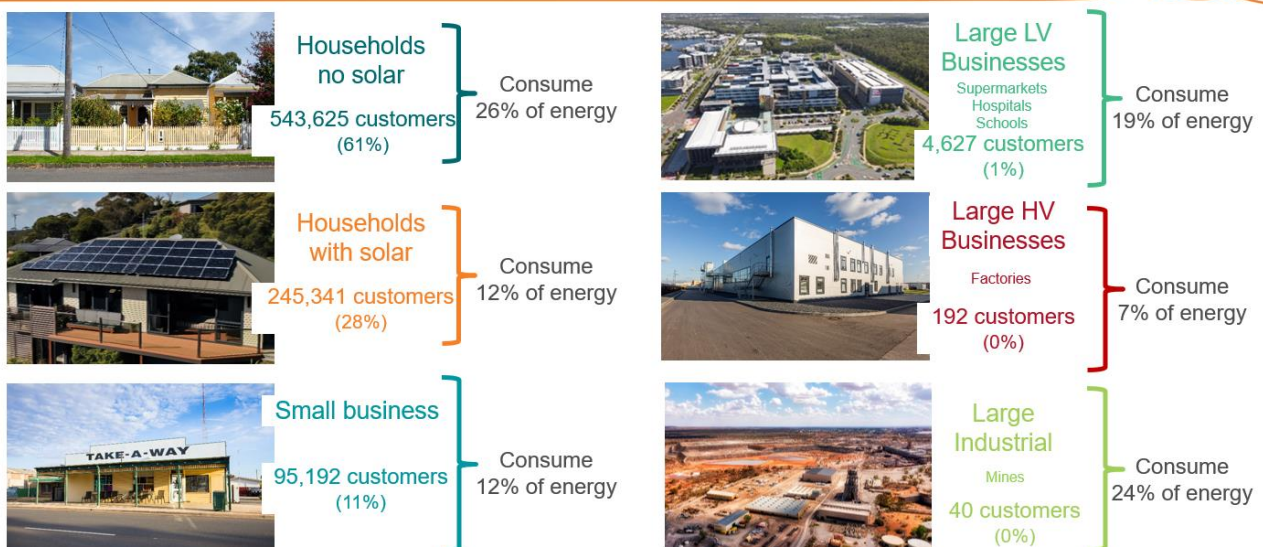 Households
no solar
543,625 customers
(61%)
Consume
26% of energy
Households
with solar
245,341 customers
(28%)
Consume
12% of energy
TAKE-A-WAY
Small business
95,192 customers
(11%)
Consume
12% of energy
Large LV
Businesses
Supermarkets
Hospitals
Schools
4,627 customers
(1%)
Consume
19% of energy
Large HV
Businesses
Factories
192 customers
(0%)
Consume
7% of energy
Large
Industrial
Mines
40 customers
(0%)
Consume
24% of energy